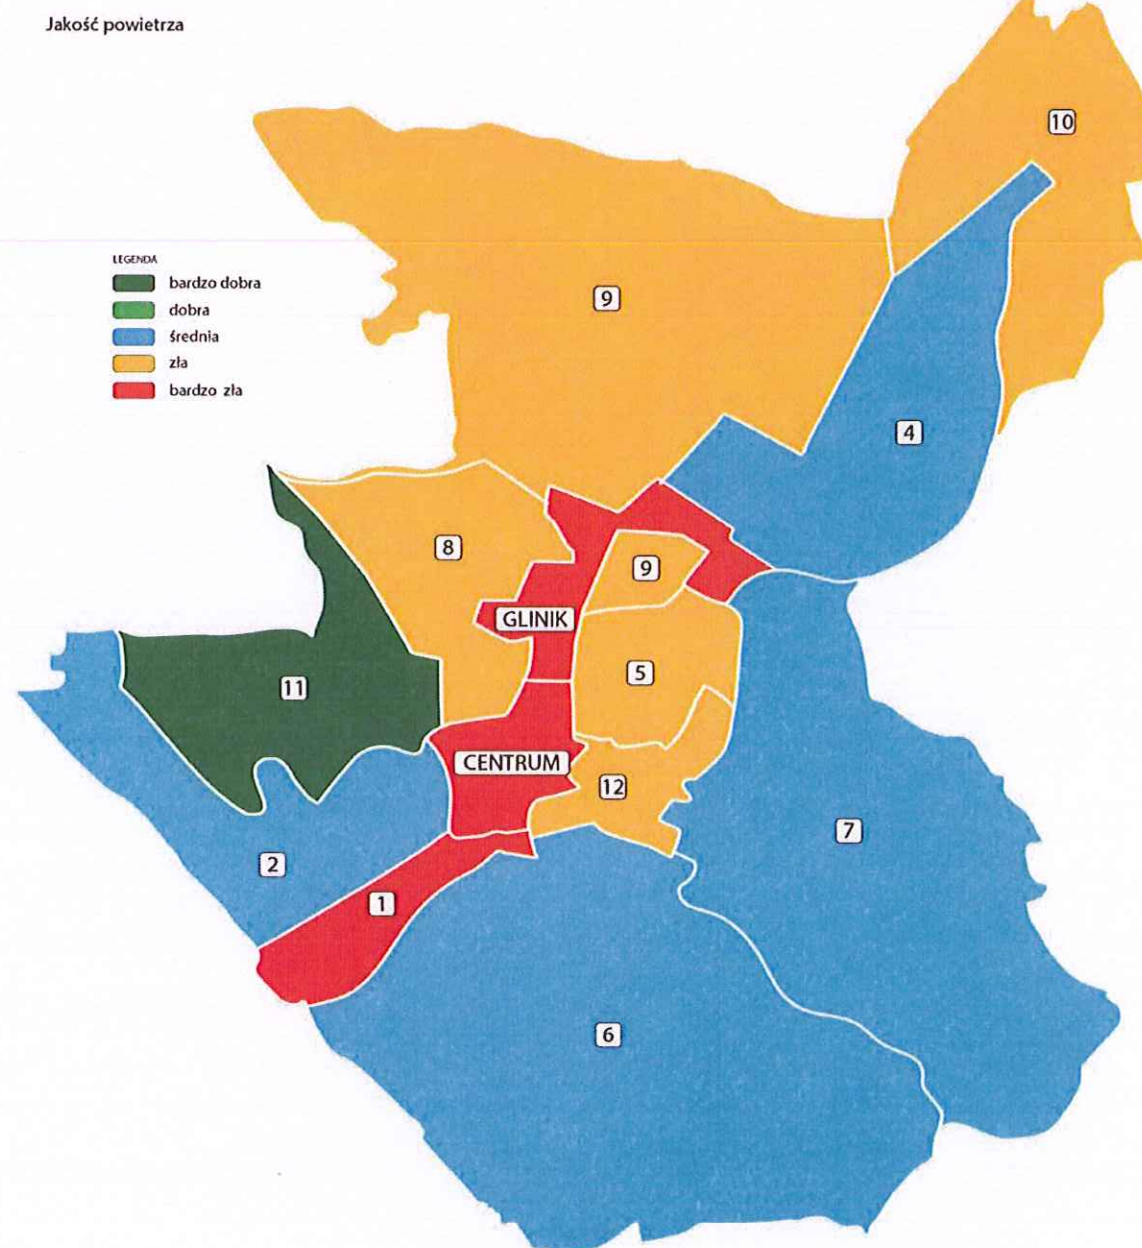 Jakość powietrza
10
LEGENDA
bardzo dobra
dobra
średnia
zła
bardzo zła
9
4
8
9
GLINIK
5
11
CENTRUM
12
7
2
1
6